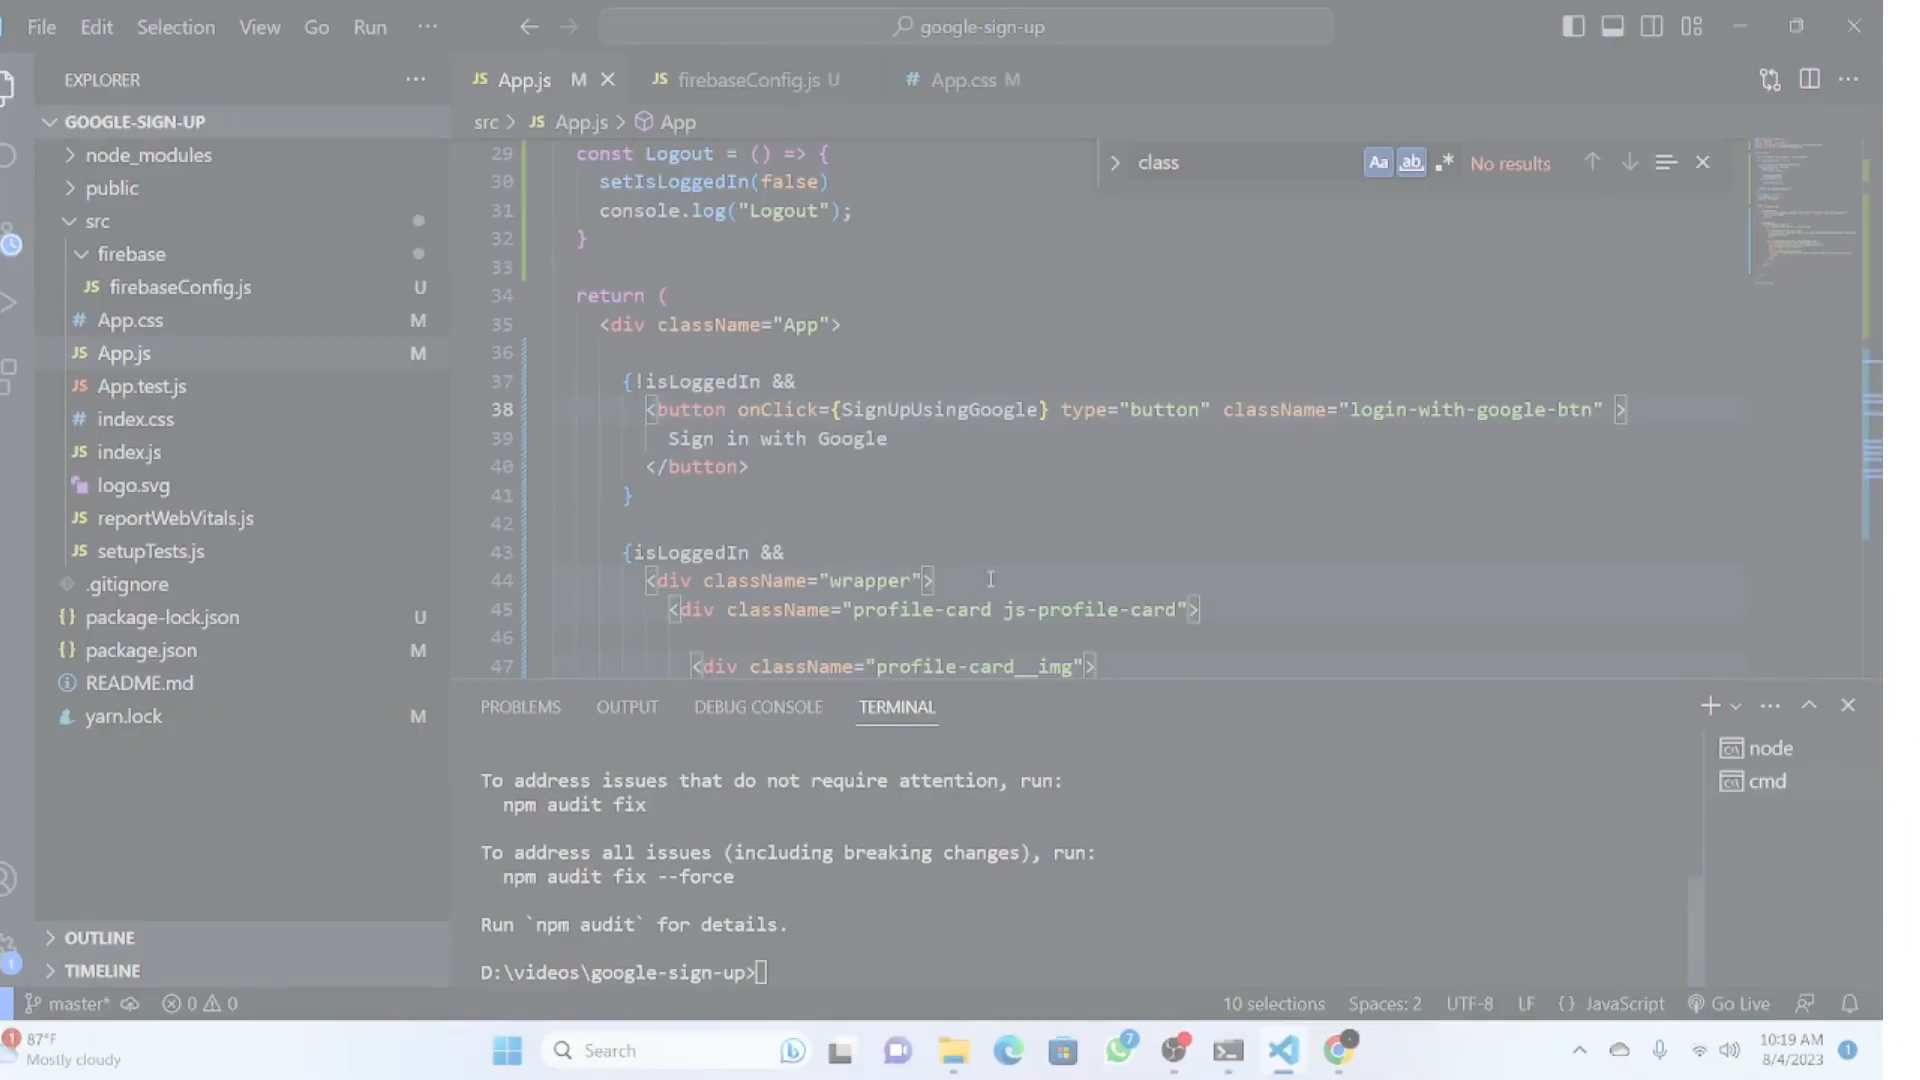 File Edit Selection View Go Run ···
google-sign-up
EXPLORER ···
JS App.js M
JS firebaseConfig.js U
# App.css M
GOOGLE-SIGN-UP
src > JS App.js > App
node_modules
public
src
firebase
JS firebaseConfig.js U
# App.css M
JS App.js M
JS App.test.js
# index.css
JS index.js
logo.svg
JS reportWebVitals.js
JS setupTests.js
.gitignore
{} package-lock.json U
{} package.json M
README.md
yarn.lock M
OUTLINE
TIMELINE
class Aa ab .* No results
29 const Logout = () => {
30 setIsLoggedIn(false)
31 console.log("Logout");
32 }
33
34 return (
35 <div className="App">
36
37 {!isLoggedIn &&
38 <button onClick={SignUpUsingGoogle} type="button" className="login-with-google-btn" >
39 Sign in with Google
40 </button>
41 }
42
43 {isLoggedIn &&
44 <div className="wrapper">
45 <div className="profile-card js-profile-card">
46
47 <div className="profile-card__img">
PROBLEMS OUTPUT DEBUG CONSOLE TERMINAL
node
cmd
To address issues that do not require attention, run:
npm audit fix
To address all issues (including breaking changes), run:
npm audit fix --force
Run `npm audit` for details.
D:\videos\google-sign-up>
1
master* 0 0
10 selections Spaces: 2 UTF-8 LF {} JavaScript Go Live
1
87°F
Mostly cloudy
Search
7
10:19 AM
8/4/2023
1